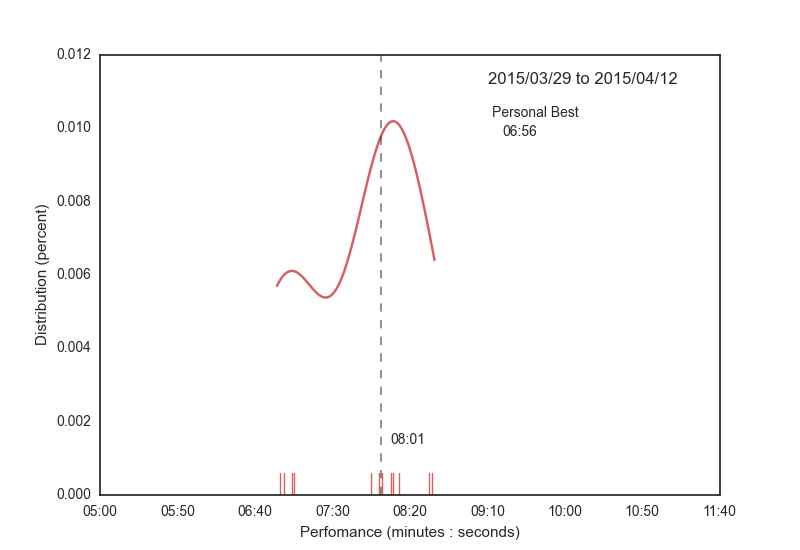 0.012
2015/03/29 to 2015/04/12
Personal Best
0.010
06:56
0.008
0.006
0.004
0.002
0.000
Distribution (percent)
08:01
05:00 05:50 06:40 07:30 08:20 09:10 10:00 10:50 11:40
Perfomance (minutes : seconds)